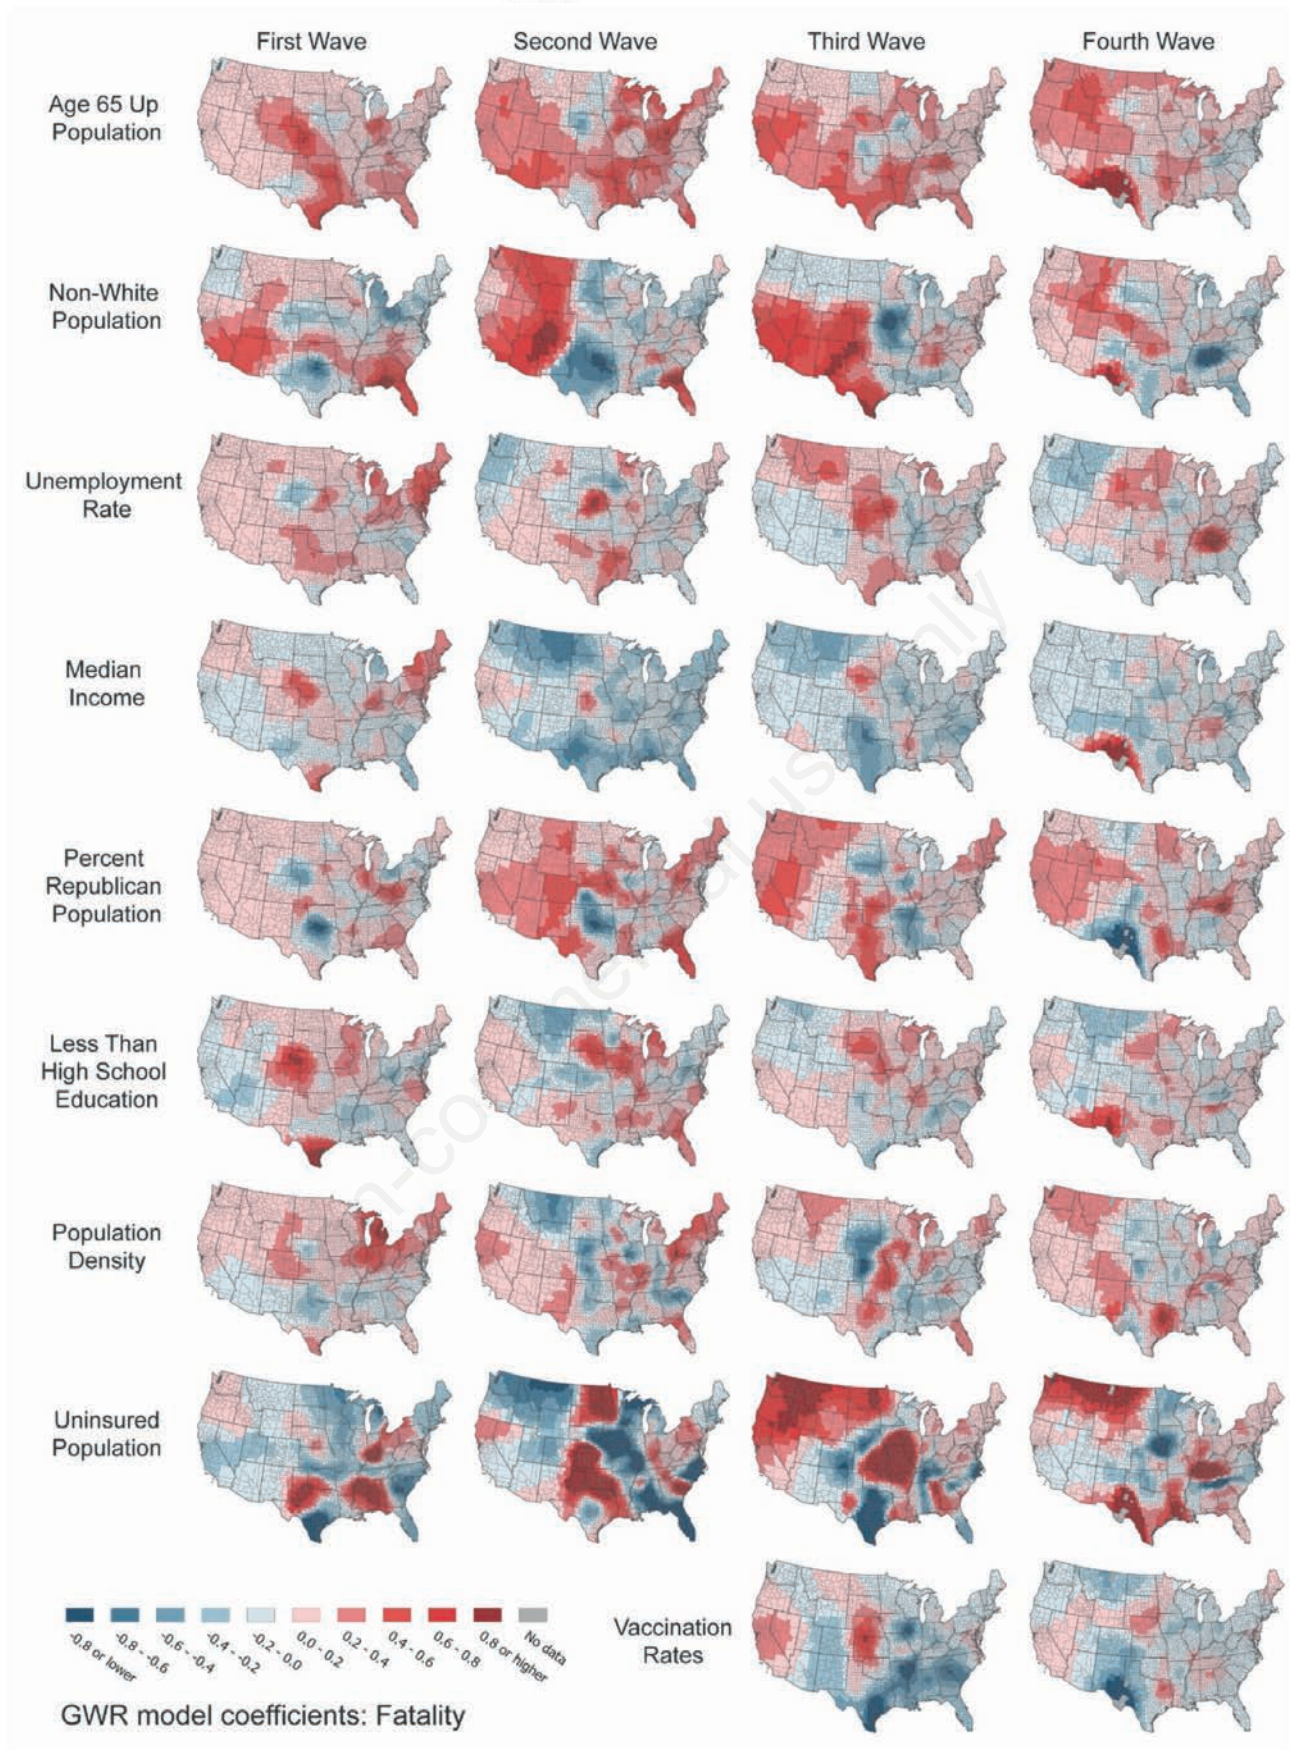 First Wave
Second Wave
Third Wave
Fourth Wave
Age 65 Up
Population
Non-White
Population
Unemployment
Rate
Median
Income
Percent
Republican
Population
Less Than
High School
Education
Population
Density
Uninsured
Population
Vaccination
Rates
-0.8 or lower
-0.8 - -0.6
-0.6 - -0.4
-0.4 - -0.2
-0.2 - 0.0
0.0 - 0.2
0.2 - 0.4
0.4 - 0.6
0.6 - 0.8
0.8 or higher
No data
GWR model coefficients: Fatality